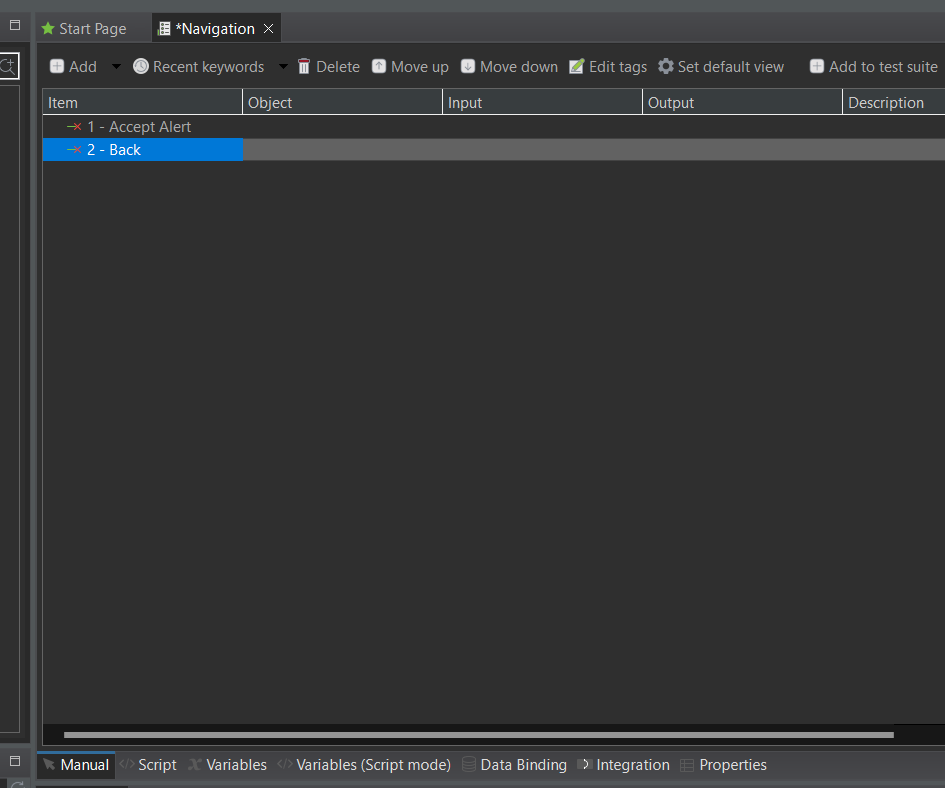 Start Page *Navigation
Add Recent keywords Delete Move up Move down Edit tags Set default view Add to test suite
Item Object Input Output Description
1 - Accept Alert
2 - Back
Manual Script Variables Variables (Script mode) Data Binding Integration Properties